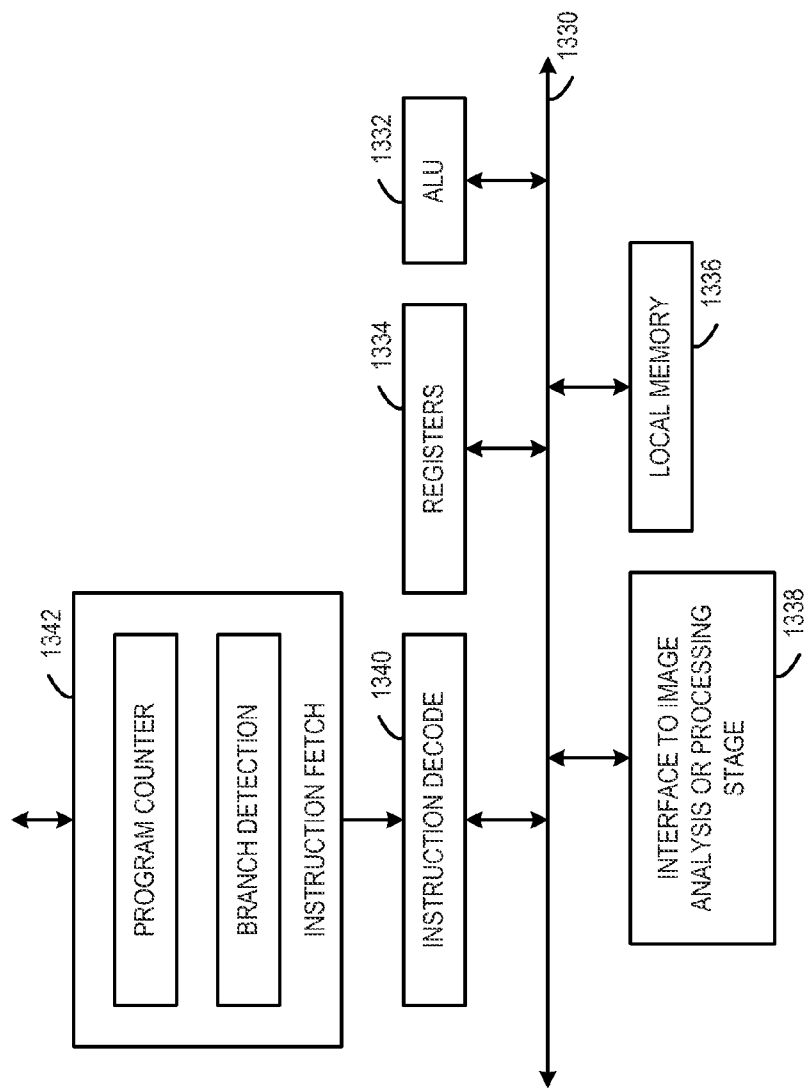 1342
PROGRAM COUNTER
BRANCH DETECTION
INSTRUCTION FETCH
1340
INSTRUCTION DECODE
1334
REGISTERS
1332
ALU
1330
INTERFACE TO IMAGE
ANALYSIS OR PROCESSING
STAGE
1338
LOCAL MEMORY
1336